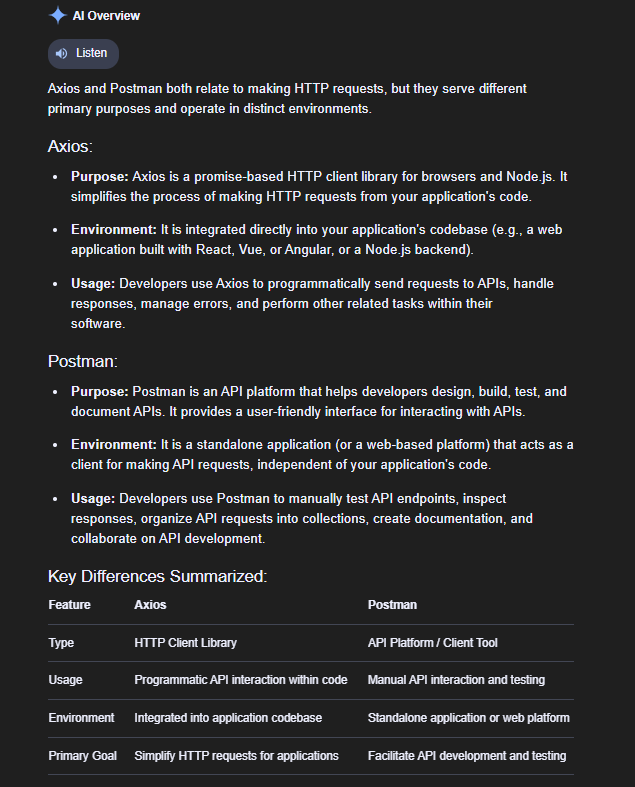 AI Overview
Listen
Axios and Postman both relate to making HTTP requests, but they serve different
primary purposes and operate in distinct environments.
Axios:
• Purpose: Axios is a promise-based HTTP client library for browsers and Node.js. It
simplifies the process of making HTTP requests from your application's code.
• Environment: It is integrated directly into your application's codebase (e.g., a web
application built with React, Vue, or Angular, or a Node.js backend).
• Usage: Developers use Axios to programmatically send requests to APIs, handle
responses, manage errors, and perform other related tasks within their
software.
Postman:
• Purpose: Postman is an API platform that helps developers design, build, test, and
document APIs. It provides a user-friendly interface for interacting with APIs.
• Environment: It is a standalone application (or a web-based platform) that acts as a
client for making API requests, independent of your application's code.
• Usage: Developers use Postman to manually test API endpoints, inspect
responses, organize API requests into collections, create documentation, and
collaborate on API development.
Key Differences Summarized:
Feature Axios Postman
Type HTTP Client Library API Platform / Client Tool
Usage Programmatic API interaction within code Manual API interaction and testing
Environment Integrated into application codebase Standalone application or web platform
Primary Goal Simplify HTTP requests for applications Facilitate API development and testing